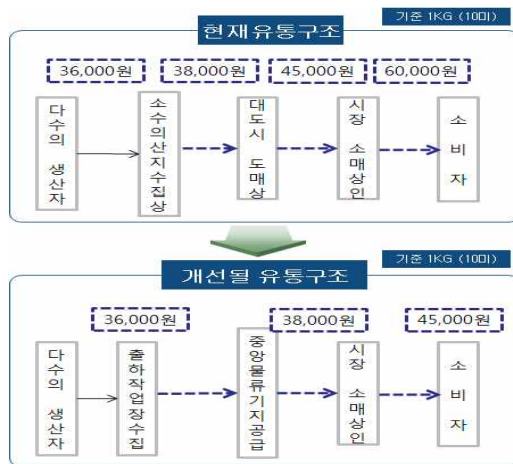 기준 1KG (10미)
현재유통구조
36,000원 38,000원 45,000원 60,000원
다수의 생산자
소수의산지수집상
대도시 도매상
시장 소매상인
소비자
기준 1KG (10미)
개선될 유통구조
36,000원 38,000원 45,000원
다수의 생산자
출하작업장수집
중앙물류기지공급
시장 소매상인
소비자